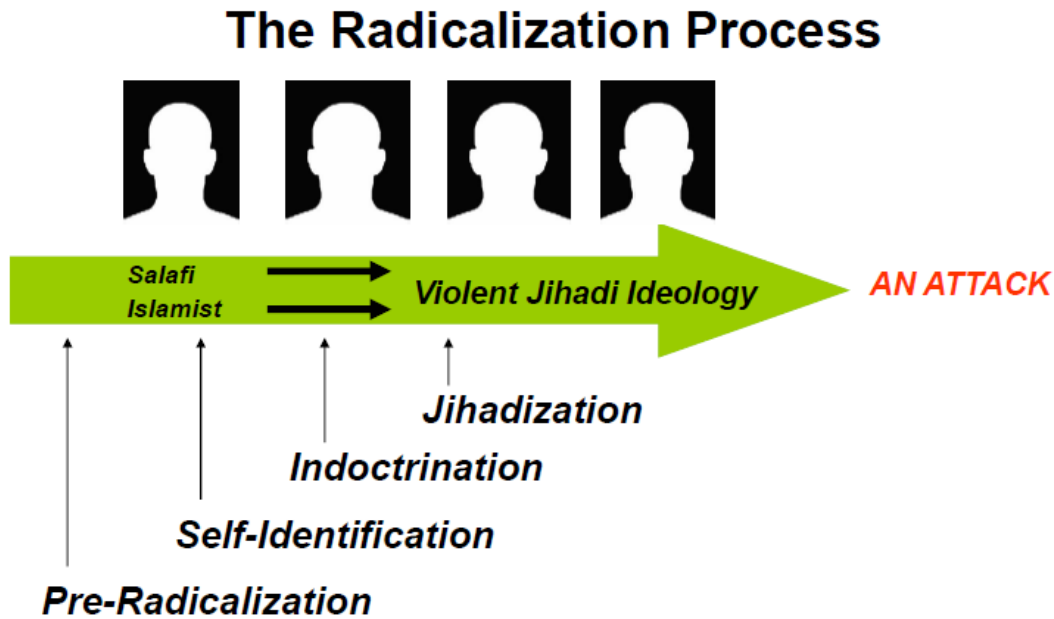 The Radicalization Process
Salafi
Islamist
Violent Jihadi Ideology
AN ATTACK
Jihadization
Indoctrination
Self-Identification
Pre-Radicalization